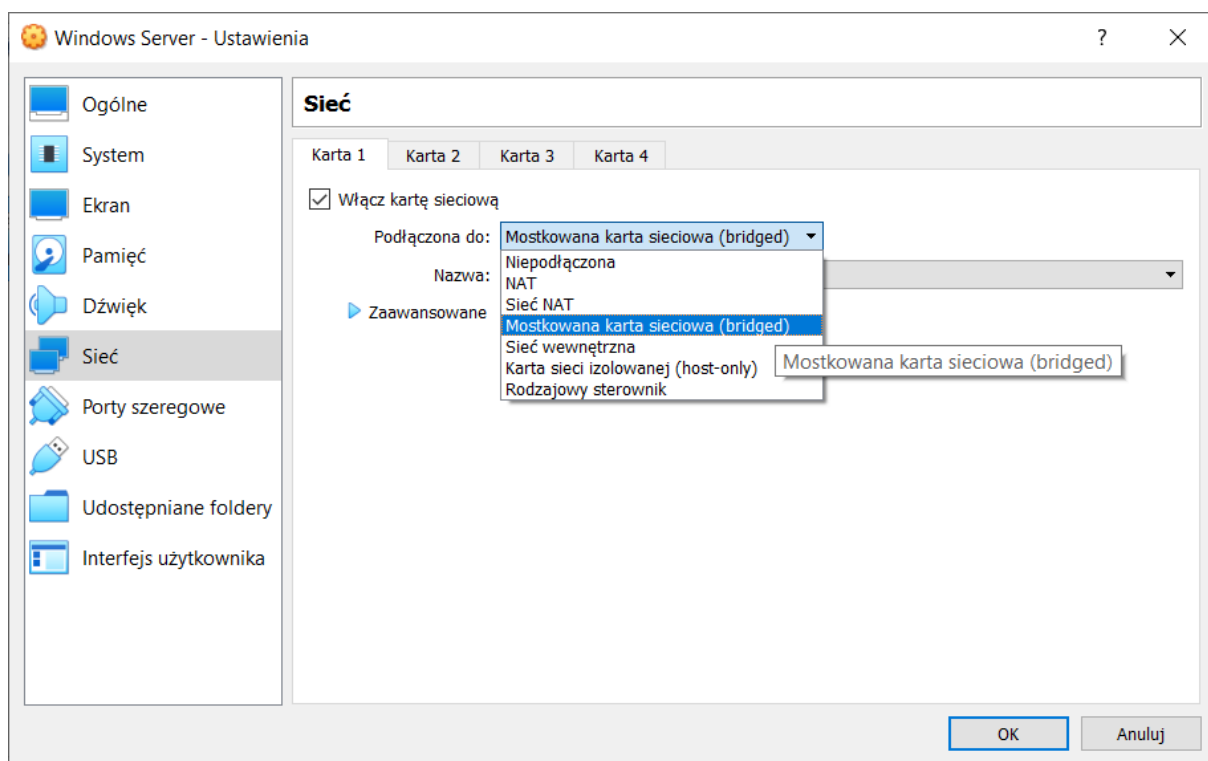 Windows Server - Ustawienia
?
Ogólne
System
Ekran
Pamięć
Dźwięk
Sieć
Porty szeregowe
USB
Udostępniane foldery
Interfejs użytkownika
Sieć
Karta 1 Karta 2 Karta 3 Karta 4
Włącz kartę sieciową
Podłączona do: Mostkowana karta sieciowa (bridged)
Nazwa:
Zaawansowane
Niepodłączona
NAT
Sieć NAT
Mostkowana karta sieciowa (bridged)
Sieć wewnętrzna
Karta sieci izolowanej (host-only)
Rodzajowy sterownik
Mostkowana karta sieciowa (bridged)
OK Anuluj